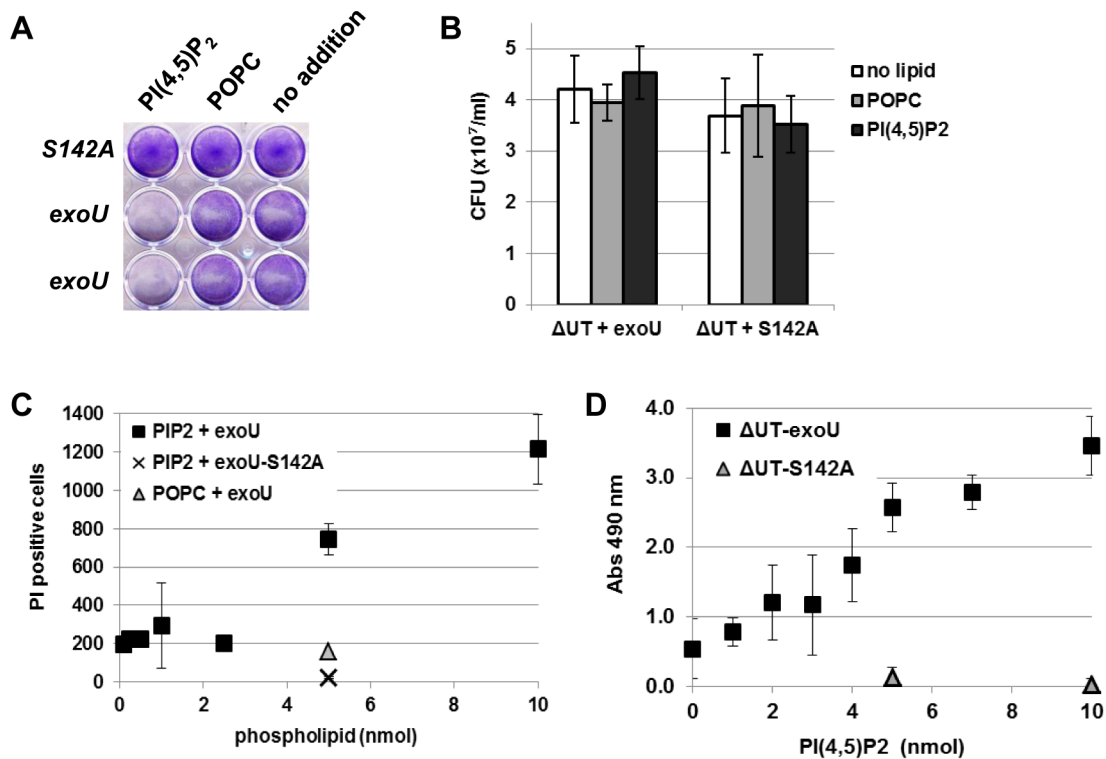 A
PI(4,5)P2
POPC
no addition
S142A
exoU
exoU
B
CFU (x10⁷/ml)
5
4
3
2
1
0
ΔUT + exoU
ΔUT + S142A
no lipid
POPC
PI(4,5)P2
C
PI positive cells
1400
1200
1000
800
600
400
200
0
0
2
4
6
8
10
phospholipid (nmol)
PIP2 + exoU
PIP2 + exoU-S142A
POPC + exoU
D
Abs 490 nm
4.0
3.0
2.0
1.0
0.0
0
2
4
6
8
10
PI(4,5)P2 (nmol)
ΔUT-exoU
ΔUT-S142A